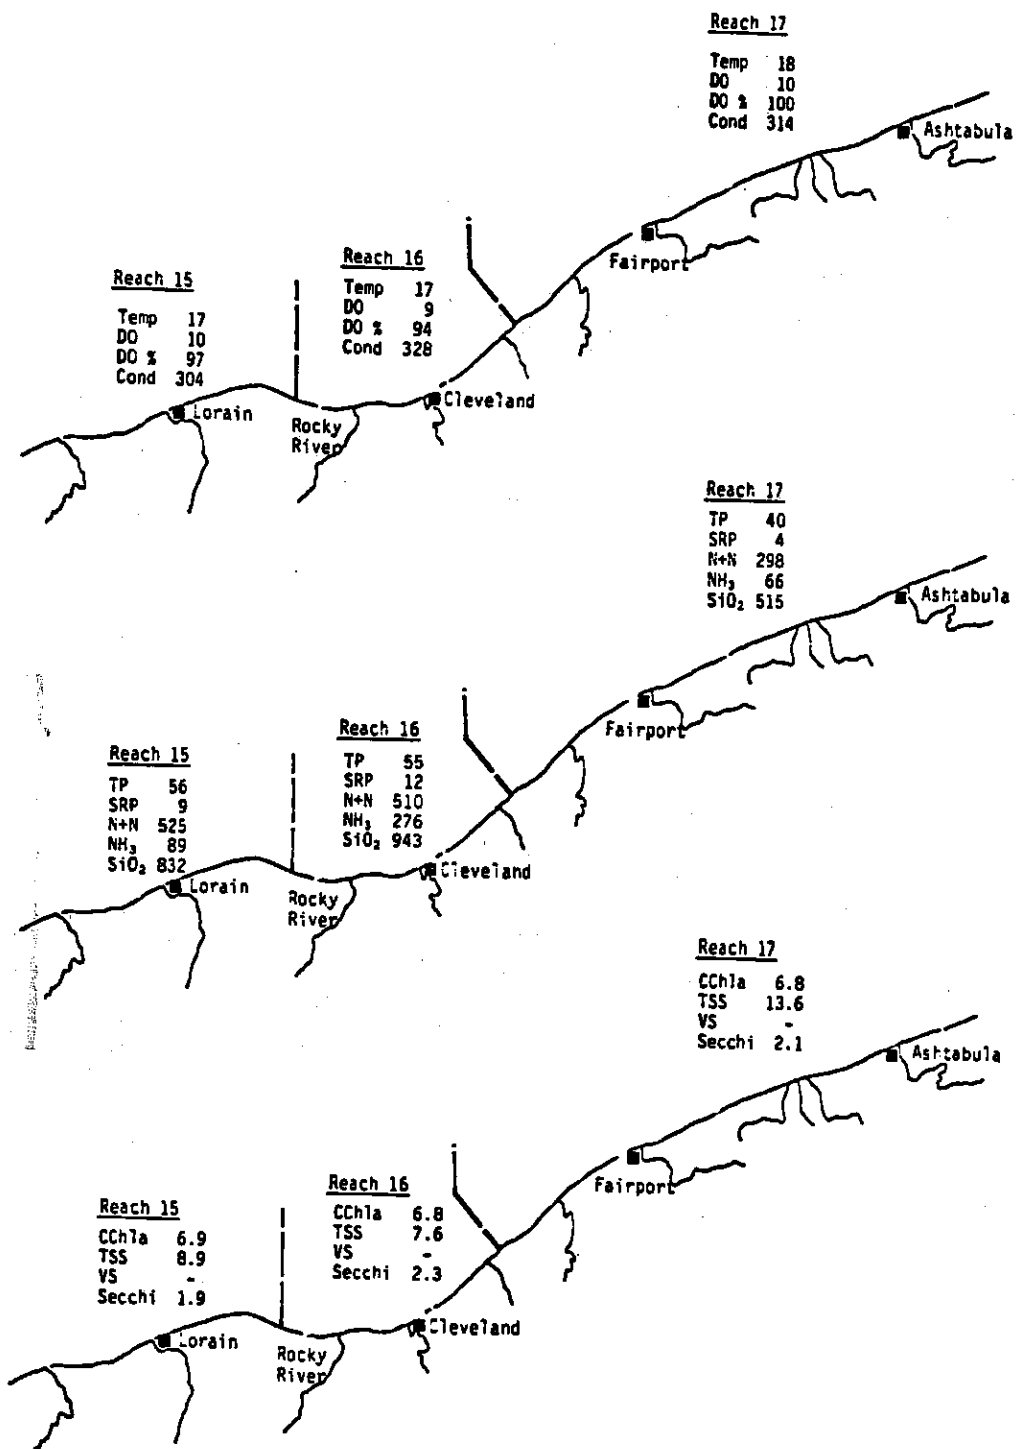 Reach 17
Temp 18
DO 10
DO % 100
Cond 314
Ashtabula
Fairport
Reach 16
Temp 17
DO 9
DO % 94
Cond 328
Reach 15
Temp 17
DO 10
DO % 97
Cond 304
Lorain
Rocky
River
Cleveland
Reach 17
TP 40
SRP 4
N+N 298
NH₃ 66
SiO₂ 515
Ashtabula
Fairport
Reach 16
TP 55
SRP 12
N+N 510
NH₃ 276
SiO₂ 943
Reach 15
TP 56
SRP 9
N+N 525
NH₃ 89
SiO₂ 832
Lorain
Rocky
River
Cleveland
Reach 17
CChla 6.8
TSS 13.6
VS -
Secchi 2.1
Ashtabula
Fairport
Reach 16
CChla 6.8
TSS 7.6
VS -
Secchi 2.3
Reach 15
CChla 6.9
TSS 8.9
VS -
Secchi 1.9
Lorain
Rocky
River
Cleveland